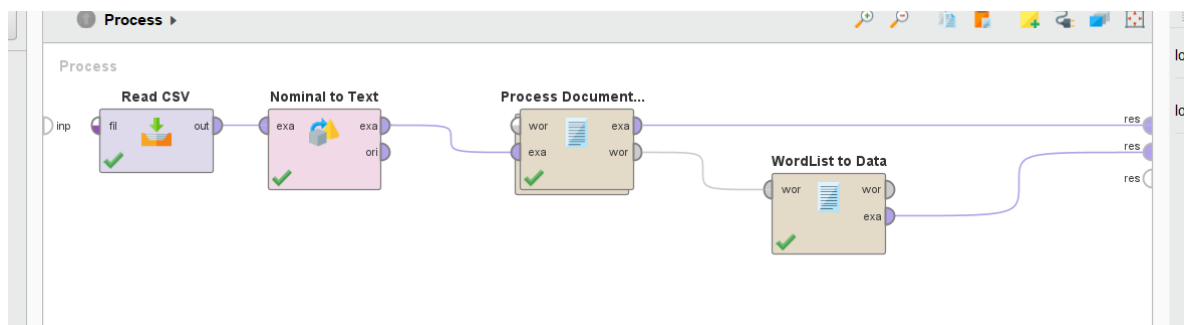 Process
Process
Read CSV
Nominal to Text
Process Document...
inp
fil
out
exa
exa
ori
wor
exa
exa
wor
WordList to Data
wor
wor
exa
res
res
res
lo
lo